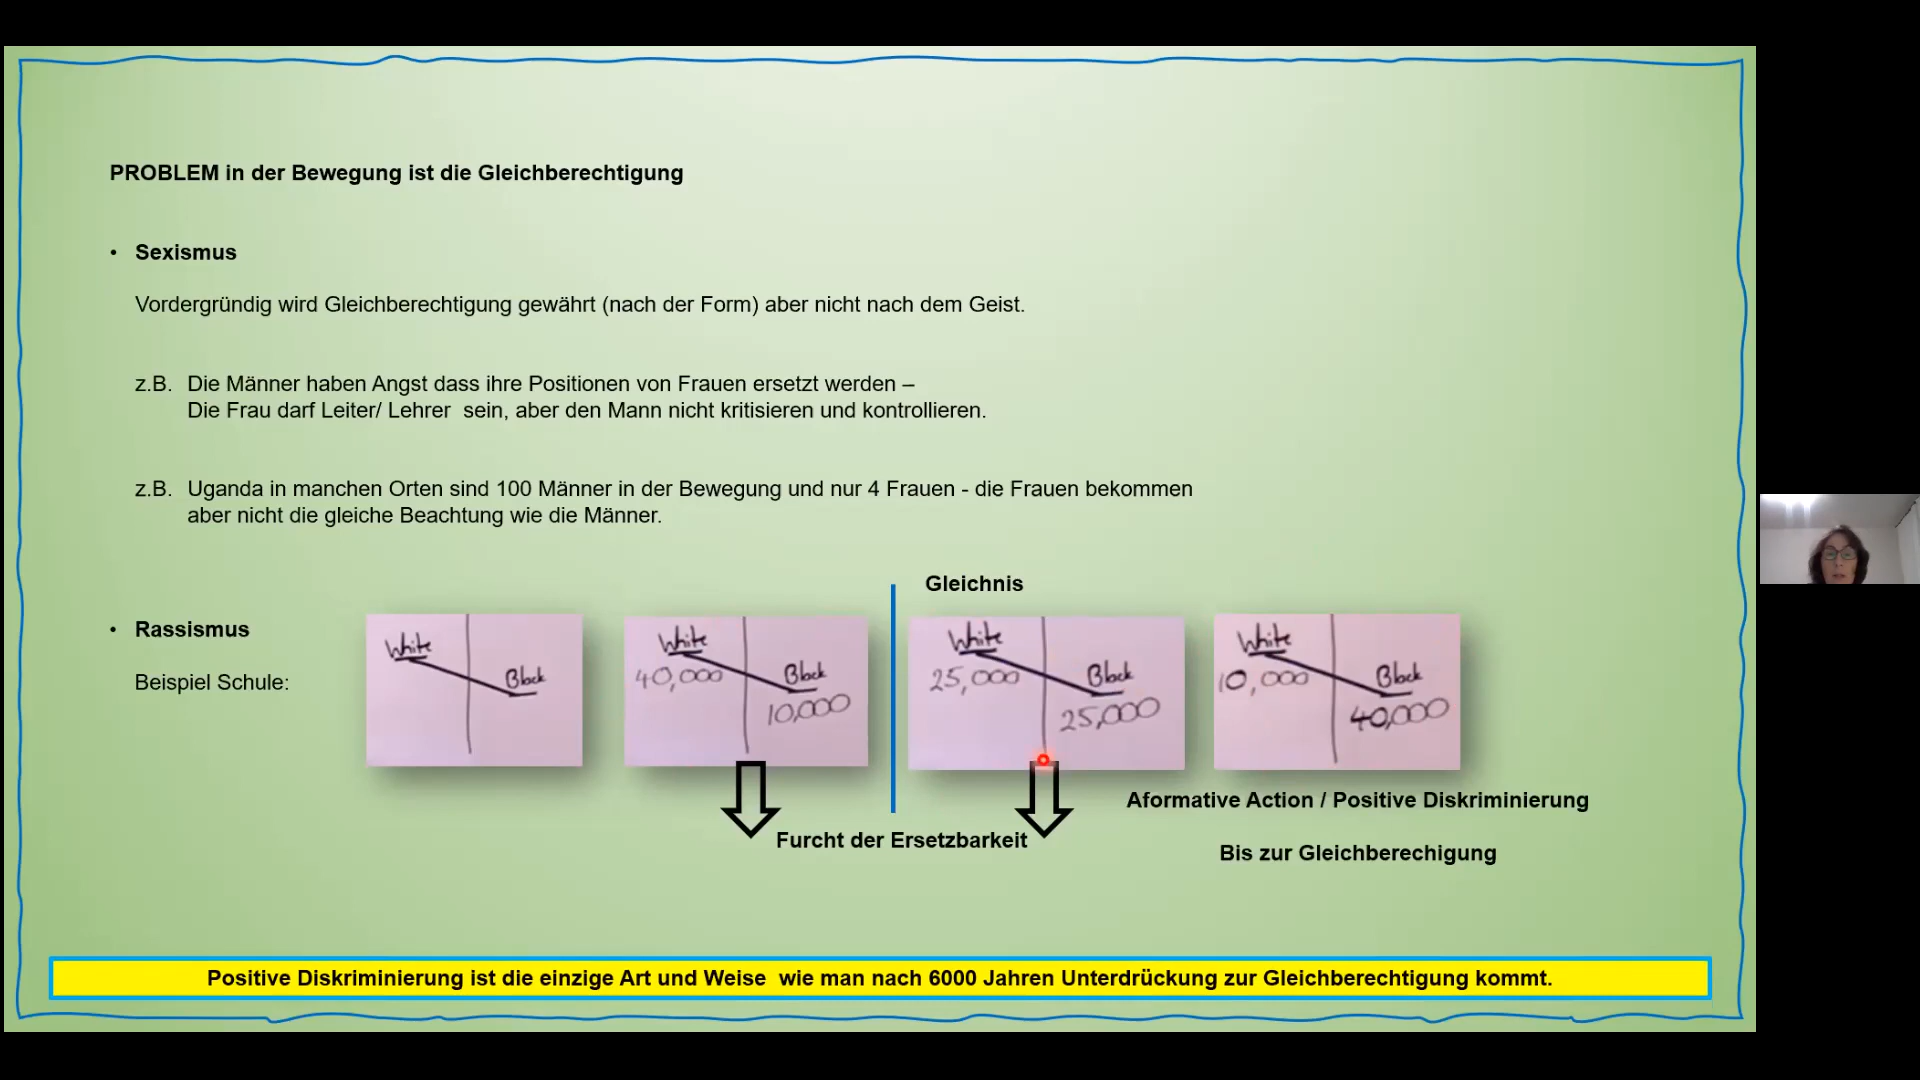 PROBLEM in der Bewegung ist die Gleichberechtigung
• Sexismus
Vordergründig wird Gleichberechtigung gewährt (nach der Form) aber nicht nach dem Geist.
z.B. Die Männer haben Angst dass ihre Positionen von Frauen ersetzt werden –
Die Frau darf Leiter/ Lehrer sein, aber den Mann nicht kritisieren und kontrollieren.
z.B. Uganda in manchen Orten sind 100 Männer in der Bewegung und nur 4 Frauen - die Frauen bekommen
aber nicht die gleiche Beachtung wie die Männer.
Gleichnis
• Rassismus
Beispiel Schule:
White
Black
White
40,000
Black
10,000
White
25,000
Black
25,000
White
10,000
Black
40,000
Furcht der Ersetzbarkeit
Aformative Action / Positive Diskriminierung
Bis zur Gleichberechigung
Positive Diskriminierung ist die einzige Art und Weise wie man nach 6000 Jahren Unterdrückung zur Gleichberechtigung kommt.